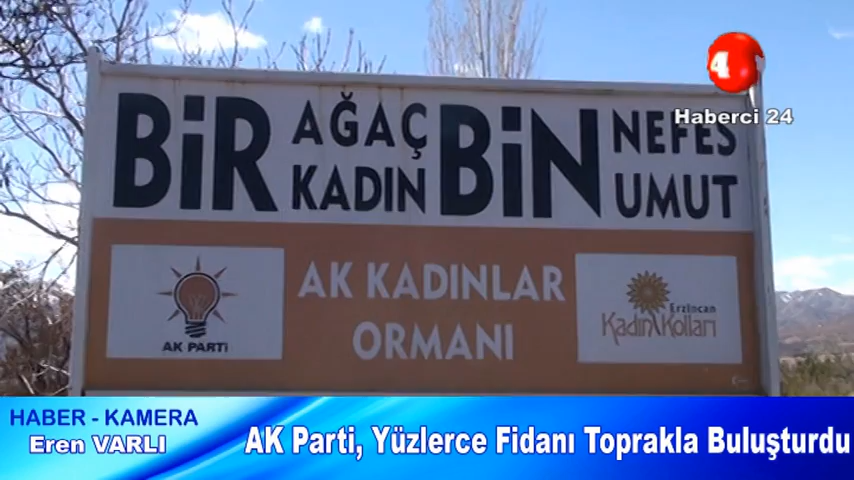 4
Haberci 24
BiR AĞAÇ BiN NEFES
KADIN UMUT
AK PARTi
AK KADINLAR
ORMANI
Erzincan
Kadın Kolları
HABER - KAMERA
Eren VARLI
AK Parti, Yüzlerce Fidanı Toprakla Buluşturdu